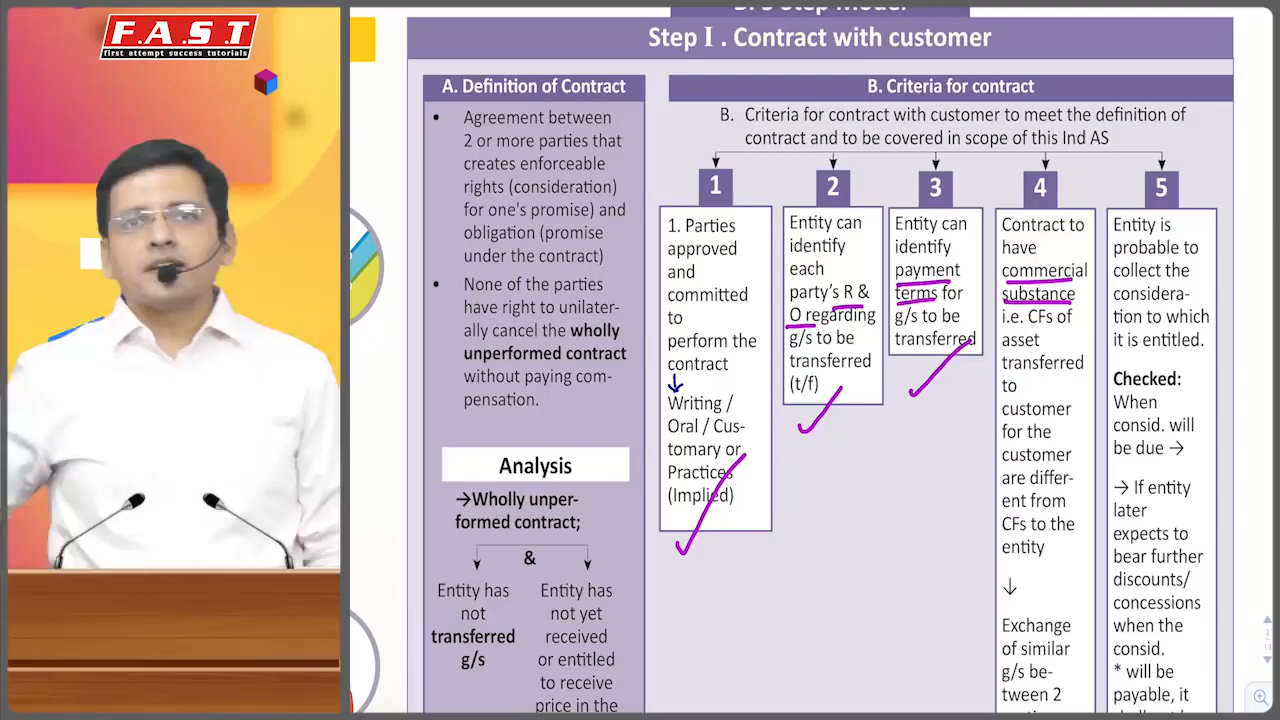 F.A.S.T
first attempt success tutorials
Step I . Contract with customer
A. Definition of Contract
• Agreement between
2 or more parties that
creates enforceable
rights (consideration)
for one's promise) and
obligation (promise
under the contract)
• None of the parties
have right to unilater-
ally cancel the wholly
unperformed contract
without paying com-
pensation.
Analysis
→Wholly unper-
formed contract;
&
Entity has
not
transferred
g/s
Entity has
not yet
received
or entitled
to receive
price in the
B. Criteria for contract
B. Criteria for contract with customer to meet the definition of
contract and to be covered in scope of this Ind AS
1
1. Parties
approved
and
committed
to
perform the
contract
↓
Writing /
Oral / Cus-
tomary or
Practices
(Implied)
2
Entity can
identify
each
party's R &
O regarding
g/s to be
transferred
(t/f)
3
Entity can
identify
payment
terms for
g/s to be
transferred
4
Contract to
have
commercial
substance
i.e. CFs of
asset
transferred
to
customer
for the
customer
are differ-
ent from
CFs to the
entity
↓
Exchange
of similar
g/s be-
tween 2
5
Entity is
probable to
collect the
considera-
tion to which
it is entitled.
Checked:
When
consid. will
be due →
→ If entity
later
expects to
bear further
discounts/
concessions
when the
consid.
* will be
payable, it